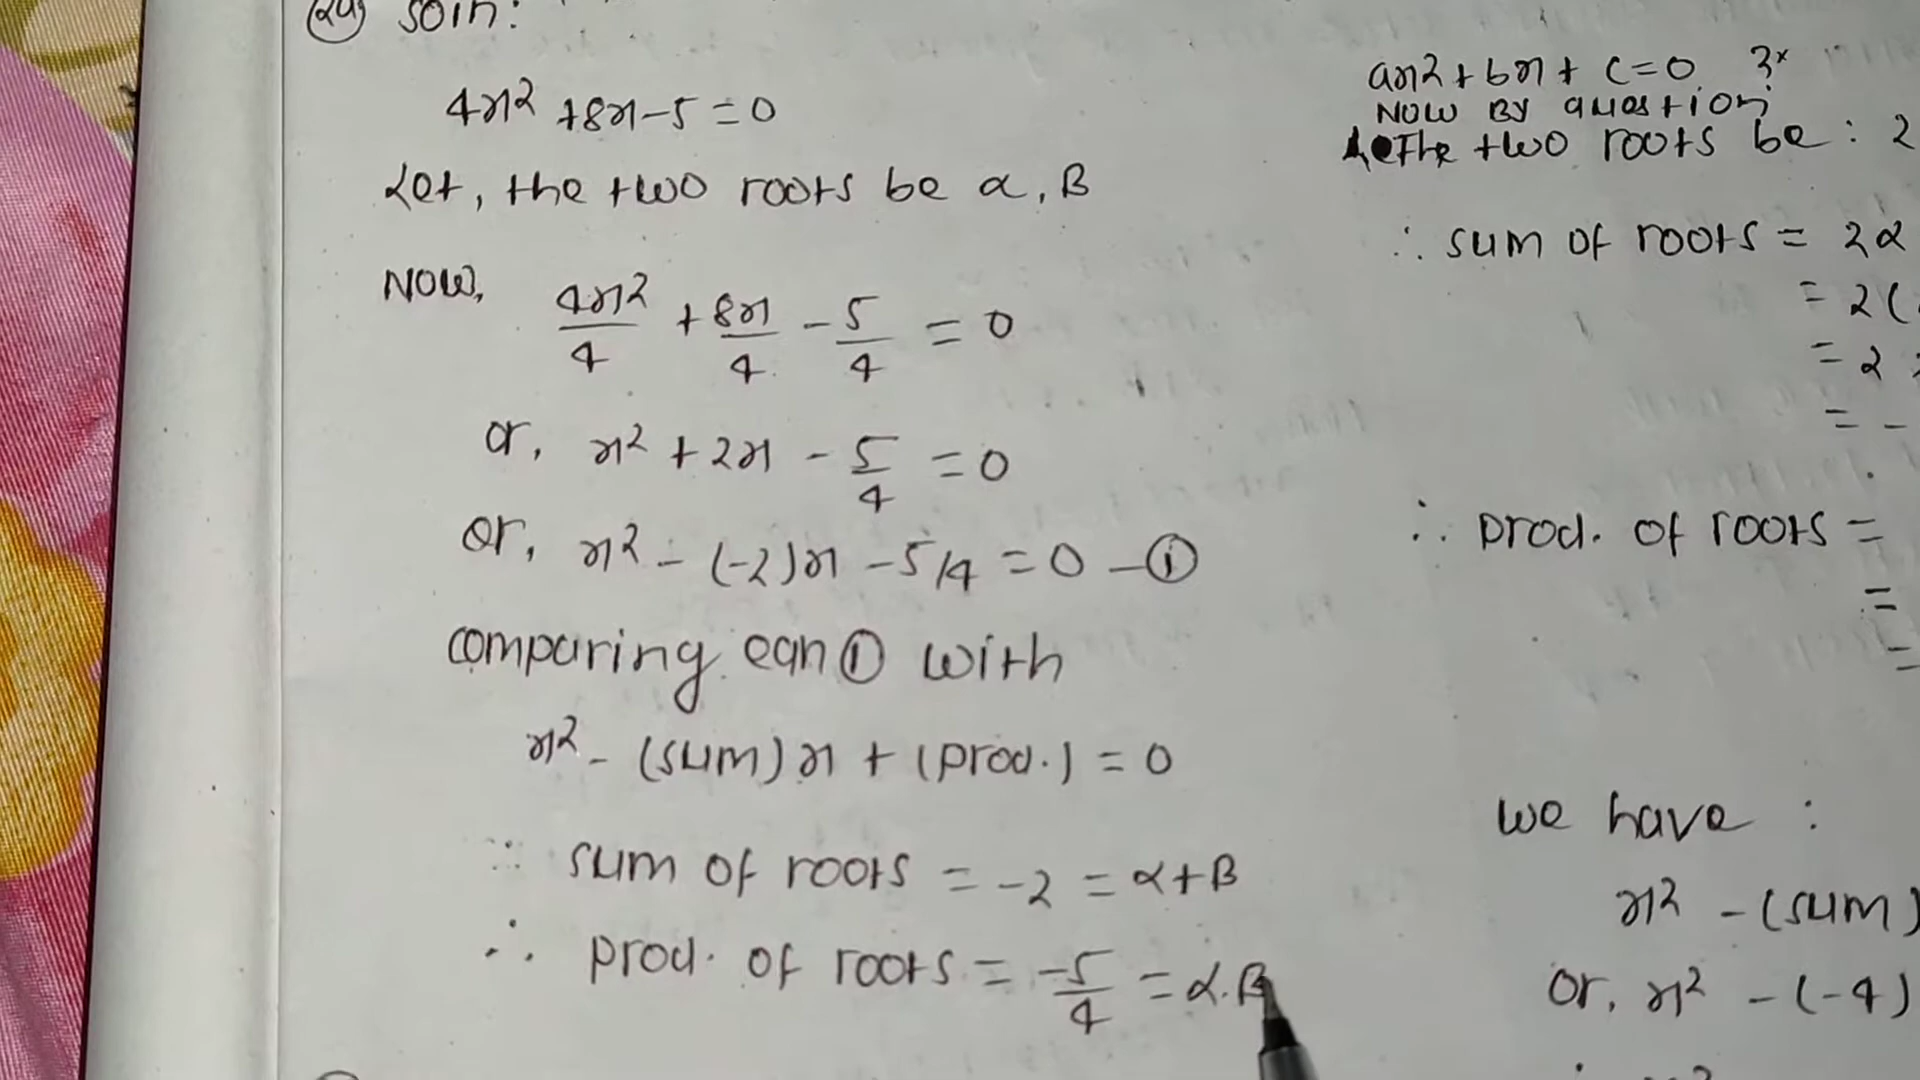 (24) soln:
4x² + 8x - 5 = 0
Let, the two roots be α, β
Now, 4x²/4 + 8x/4 - 5/4 = 0
or, x² + 2x - 5/4 = 0
or, x² - (-2)x - 5/4 = 0 - (i)
comparing eqn (i) with
x² - (sum)x + (prod.) = 0
∴ sum of roots = -2 = α + β
∴ prod. of roots = -5/4 = α.β
ax2 + bx + c = 0
Now By question;
The two roots be : 2
∴ sum of roots = 2α
= 2(
= 2
= -
∴ prod. of roots =
=
=
we have :
x² - (sum)
or, x² - (-4)